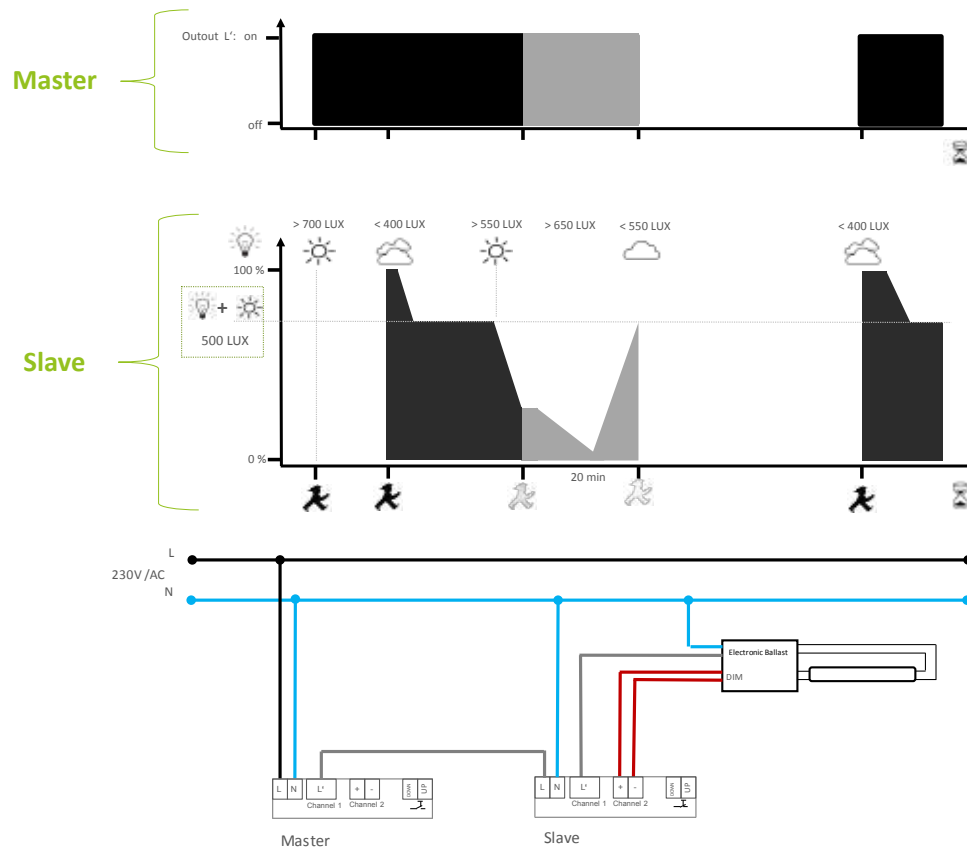 Outout L': on
Master
off
> 700 LUX < 400 LUX > 550 LUX > 650 LUX < 550 LUX < 400 LUX
100 %
+
500 LUX
Slave
0 %
20 min
L
230V /AC
N
Electronic Ballast
DIM
L N L' + - DOWN UP
Channel 1 Channel 2
Master
L N L' + - DOWN UP
Channel 1 Channel 2
Slave